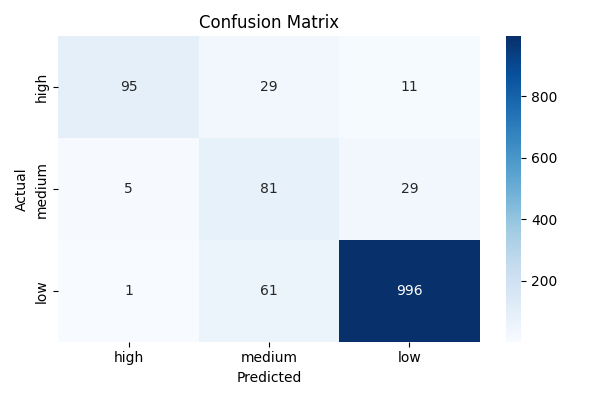 Confusion Matrix
high 95 29 11
medium 5 81 29
low 1 61 996
high medium low
Predicted
Actual
800
600
400
200